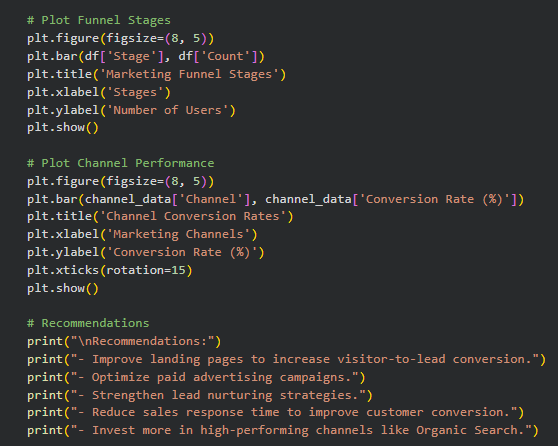 # Plot Funnel Stages
plt.figure(figsize=(8, 5))
plt.bar(df['Stage'], df['Count'])
plt.title('Marketing Funnel Stages')
plt.xlabel('Stages')
plt.ylabel('Number of Users')
plt.show()

# Plot Channel Performance
plt.figure(figsize=(8, 5))
plt.bar(channel_data['Channel'], channel_data['Conversion Rate (%)'])
plt.title('Channel Conversion Rates')
plt.xlabel('Marketing Channels')
plt.ylabel('Conversion Rate (%)')
plt.xticks(rotation=15)
plt.show()

# Recommendations
print("\nRecommendations:")
print("- Improve landing pages to increase visitor-to-lead conversion.")
print("- Optimize paid advertising campaigns.")
print("- Strengthen lead nurturing strategies.")
print("- Reduce sales response time to improve customer conversion.")
print("- Invest more in high-performing channels like Organic Search.")